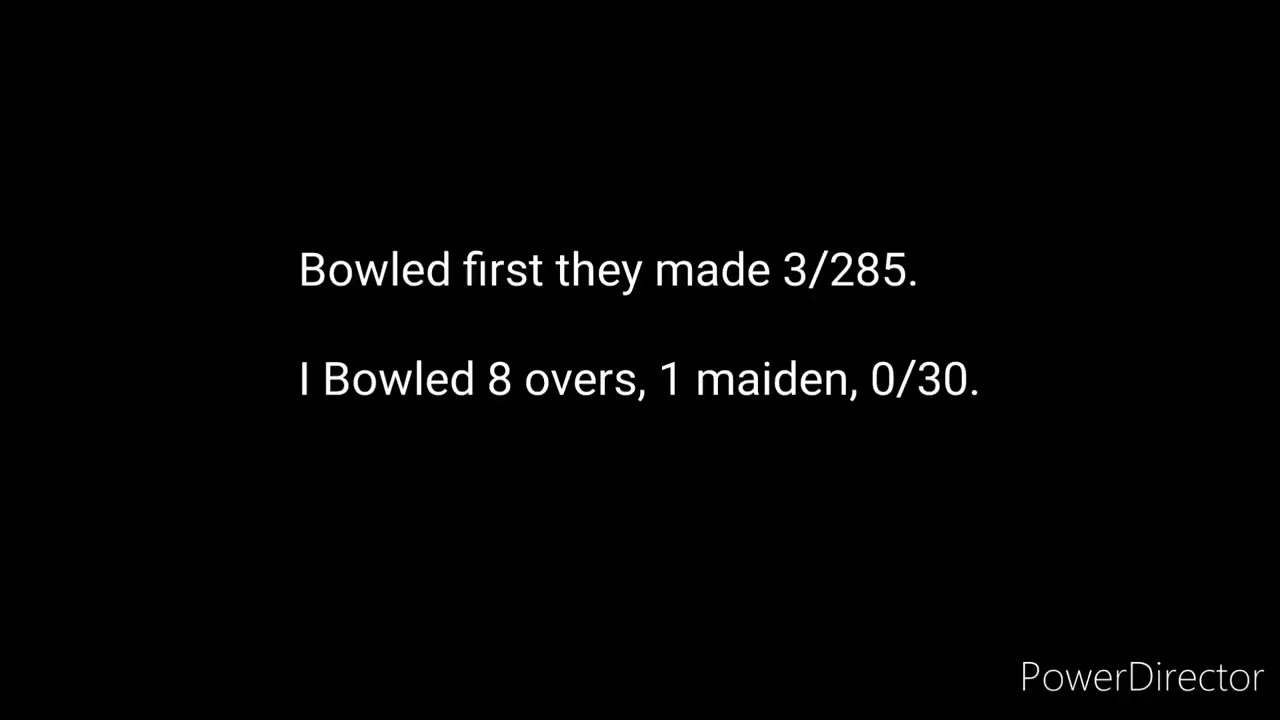 Bowled first they made 3/285.
I Bowled 8 overs, 1 maiden, 0/30.
PowerDirector